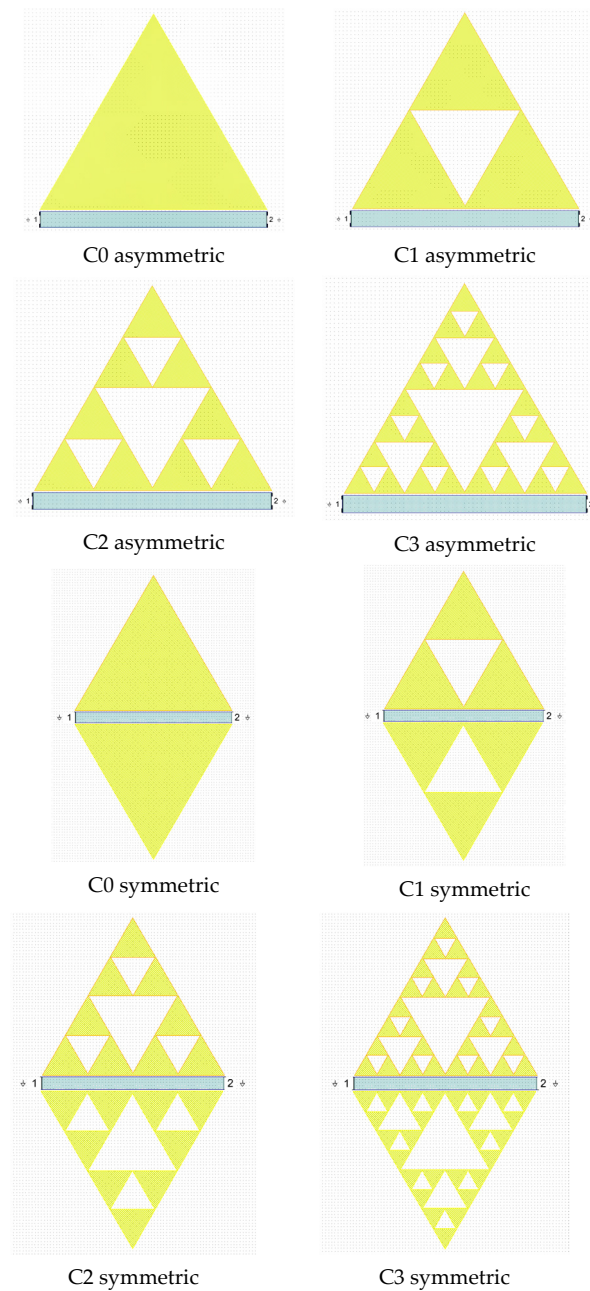 1 2
1 2
C0 asymmetric
C1 asymmetric
1 2
1 2
C2 asymmetric
C3 asymmetric
1 2
1 2
C0 symmetric
C1 symmetric
1 2
1 2
C2 symmetric
C3 symmetric